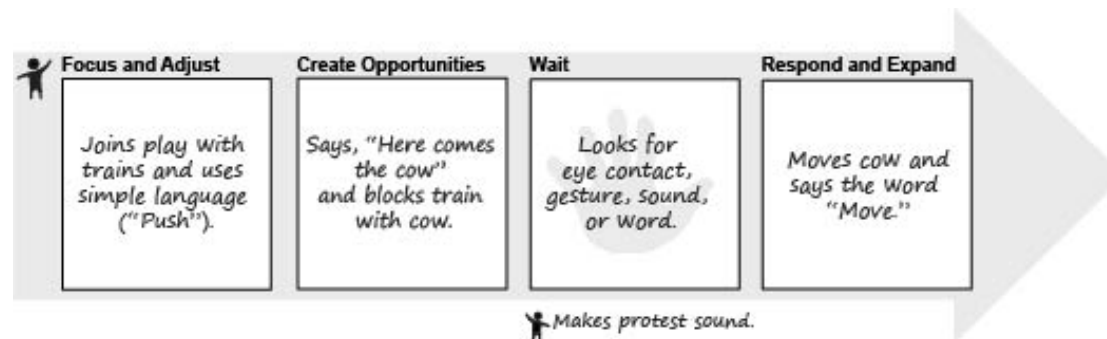 Focus and Adjust
Joins play with
trains and uses
simple language
("Push").
Create Opportunities
Says, "Here comes
the cow"
and blocks train
with cow.
Wait
Looks for
eye contact,
gesture, sound,
or word.
Respond and Expand
Moves cow and
says the word
"Move."
Makes protest sound.